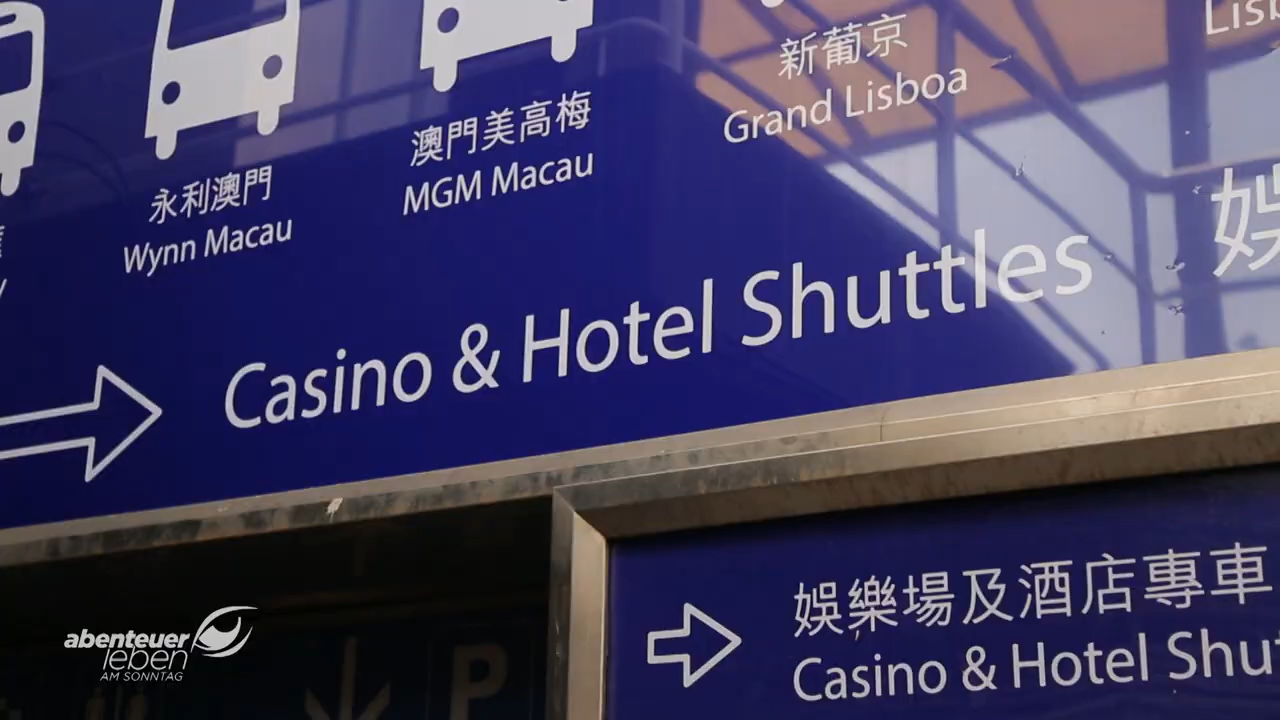 新葡京
Grand Lisboa
澳門美高梅
MGM Macau
永利澳門
Wynn Macau
Casino & Hotel Shuttles
娛樂場及酒店專車
Casino & Hotel
P
abenteuer
leben
AM SONNTAG